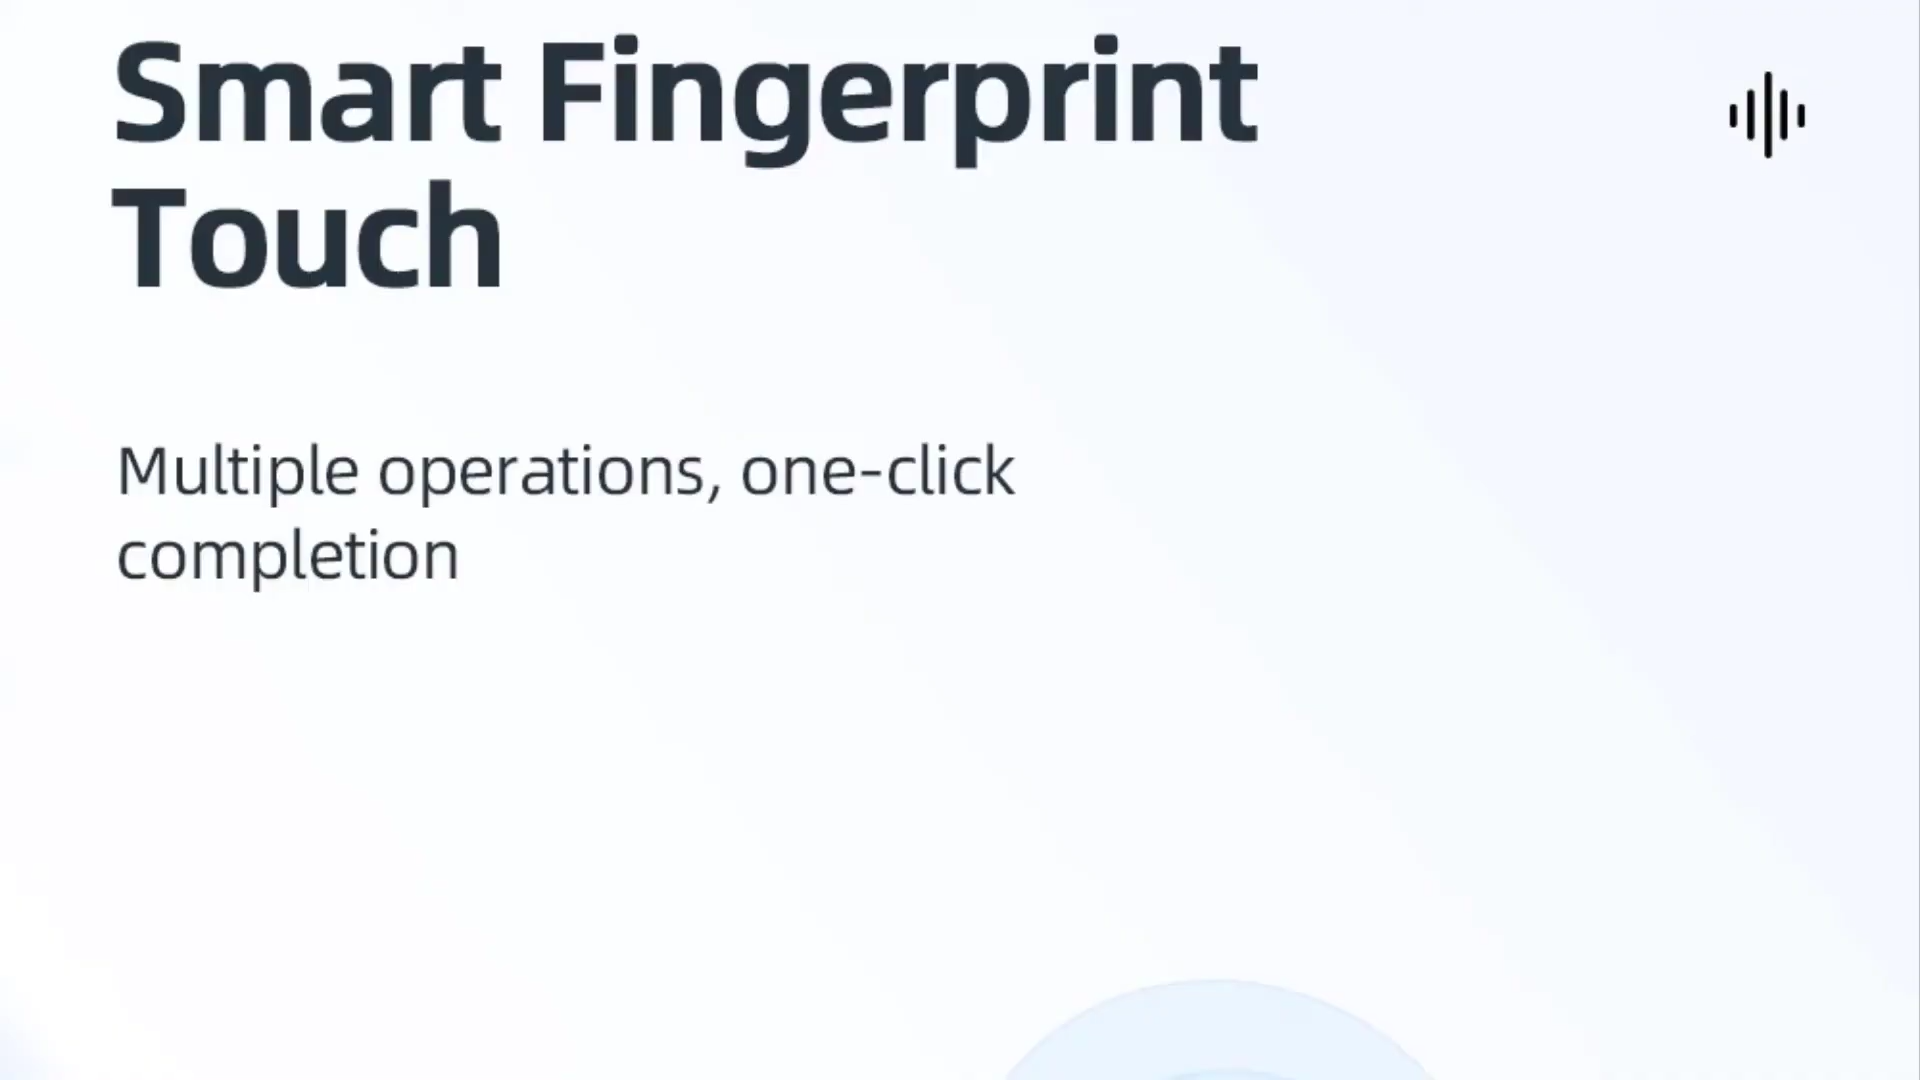 Smart Fingerprint
Touch
Multiple operations, one-click
completion